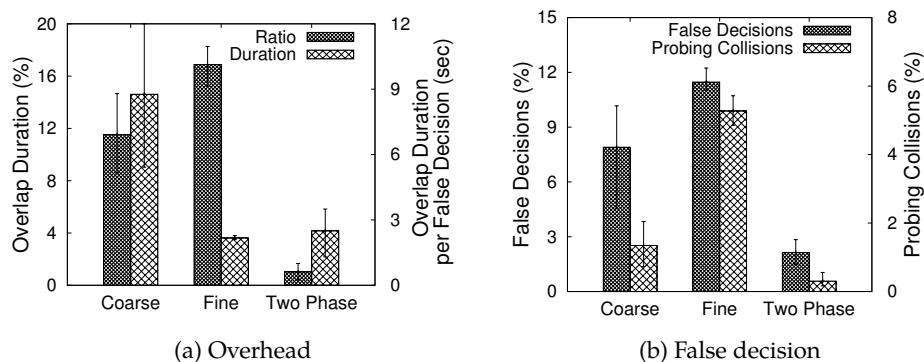 20
16
12
8
4
0
Overlap Duration (%)
Ratio
Duration
12
9
6
3
0
Overlap Duration
per False Decision (sec)
Coarse
Fine
Two Phase
(a) Overhead
15
12
9
6
3
0
False Decisions (%)
False Decisions
Probing Collisions
8
6
4
2
0
Probing Collisions (%)
Coarse
Fine
Two Phase
(b) False decision